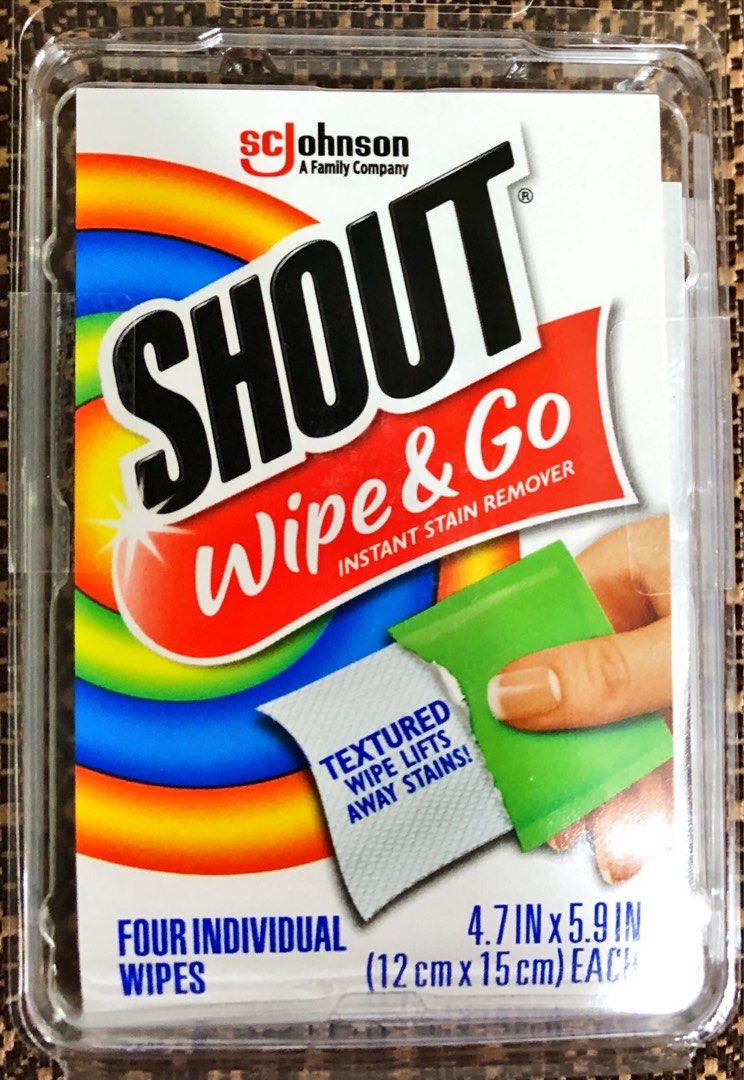 scJohnson
A Family Company
SHOUT®
Wipe & Go
INSTANT STAIN REMOVER
TEXTURED
WIPE LIFTS
AWAY STAINS!
FOUR INDIVIDUAL
WIPES
4.7 IN x 5.9 IN
(12 cm x 15 cm) EACH